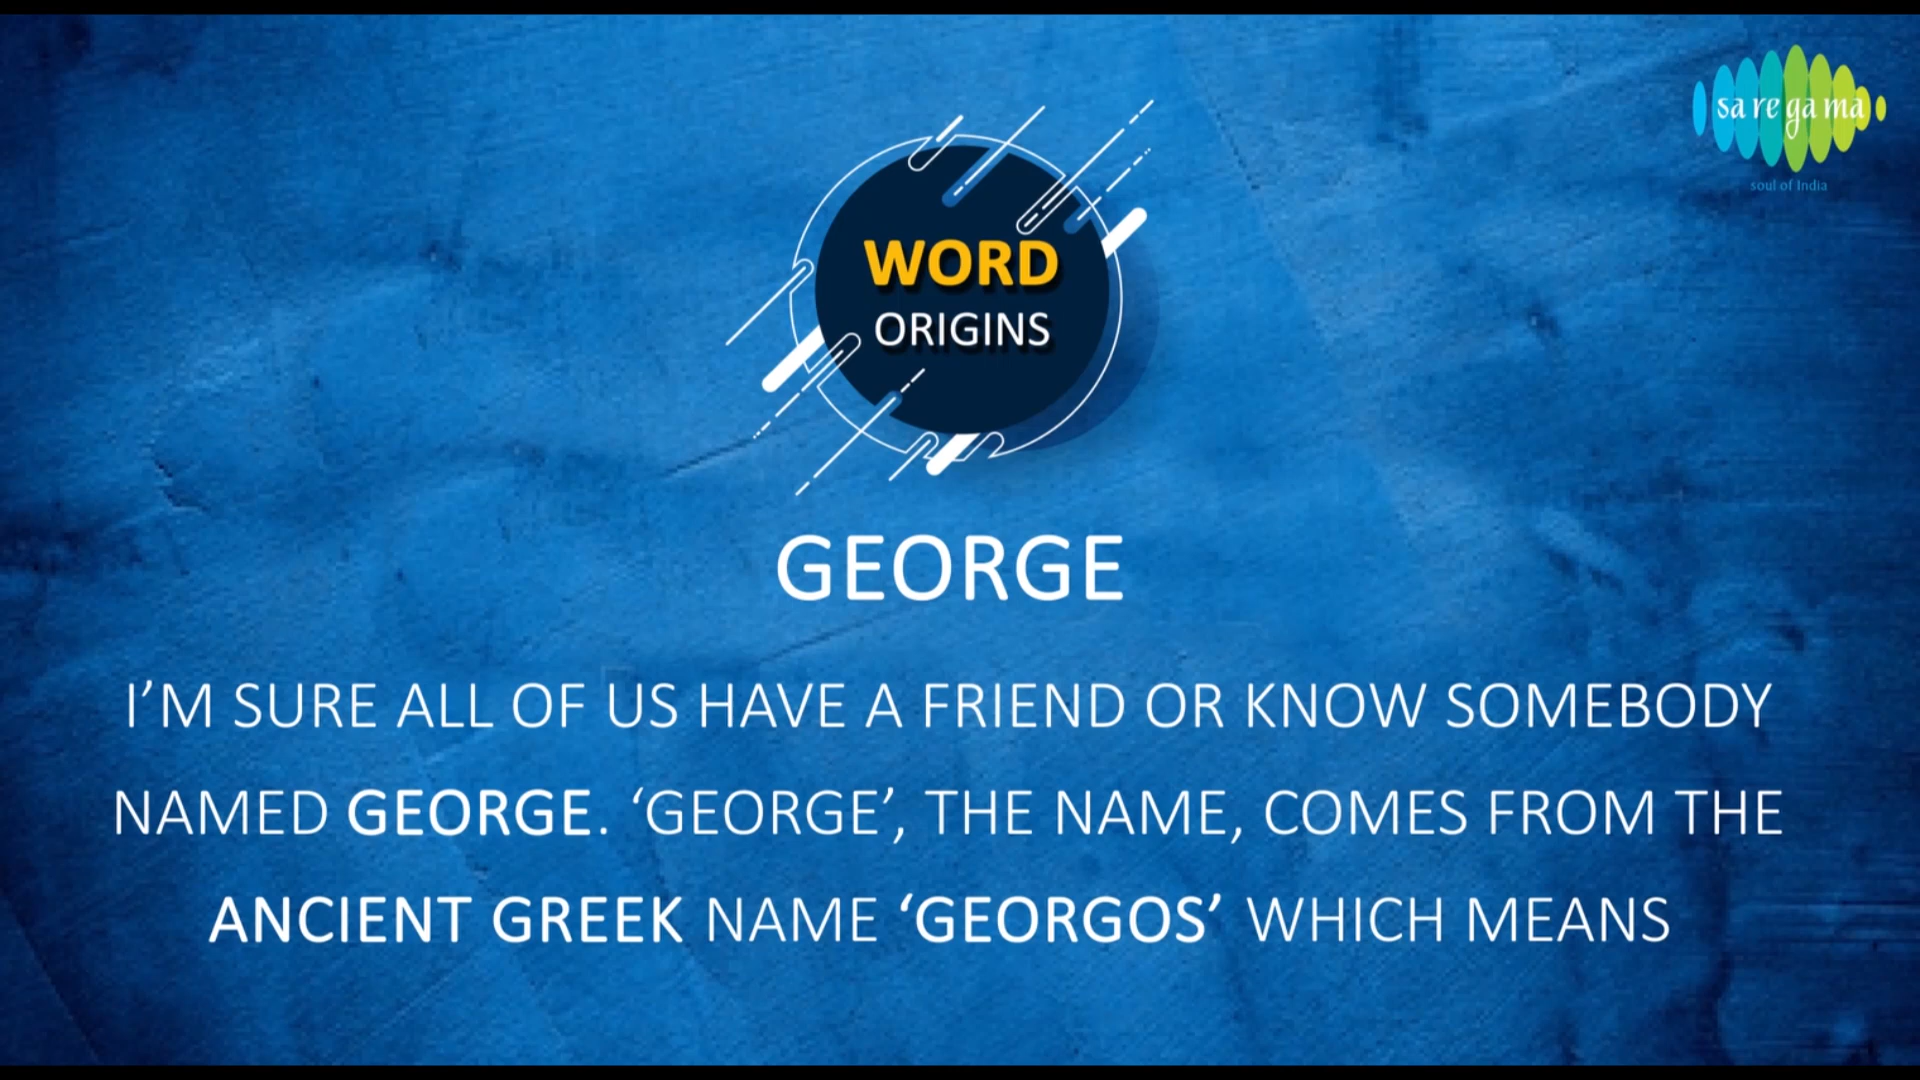 sa re ga ma
soul of India
WORD
ORIGINS
GEORGE
I’M SURE ALL OF US HAVE A FRIEND OR KNOW SOMEBODY
NAMED GEORGE. ‘GEORGE’, THE NAME, COMES FROM THE
ANCIENT GREEK NAME ‘GEORGOS’ WHICH MEANS